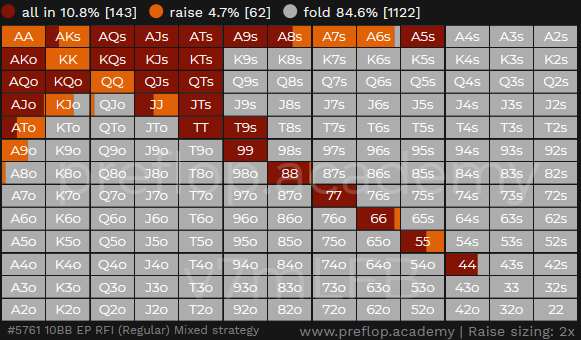 all in 10.8% [143] raise 4.7% [62] fold 84.6% [1122]
AA AKs AQs AJs ATs A9s A8s A7s A6s A5s A4s A3s A2s
AKo KK KQs KJs KTs K9s K8s K7s K6s K5s K4s K3s K2s
AQo KQo QQ QJs QTs Q9s Q8s Q7s Q6s Q5s Q4s Q3s Q2s
AJo KJo QJo JJ JTs J9s J8s J7s J6s J5s J4s J3s J2s
ATo KTo QTo JTo TT T9s T8s T7s T6s T5s T4s T3s T2s
A9o K9o Q9o J9o T9o 99 98s 97s 96s 95s 94s 93s 92s
A8o K8o Q8o J8o T8o 98o 88 87s 86s 85s 84s 83s 82s
A7o K7o Q7o J7o T7o 97o 87o 77 76s 75s 74s 73s 72s
A6o K6o Q6o J6o T6o 96o 86o 76o 66 65s 64s 63s 62s
A5o K5o Q5o J5o T5o 95o 85o 75o 65o 55 54s 53s 52s
A4o K4o Q4o J4o T4o 94o 84o 74o 64o 54o 44 43s 42s
A3o K3o Q3o J3o T3o 93o 83o 73o 63o 53o 43o 33 32s
A2o K2o Q2o J2o T2o 92o 82o 72o 62o 52o 42o 32o 22
preflop.academy
#5761 10BB EP RFI (Regular) Mixed strategy www.preflop.academy | Raise sizing: 2x